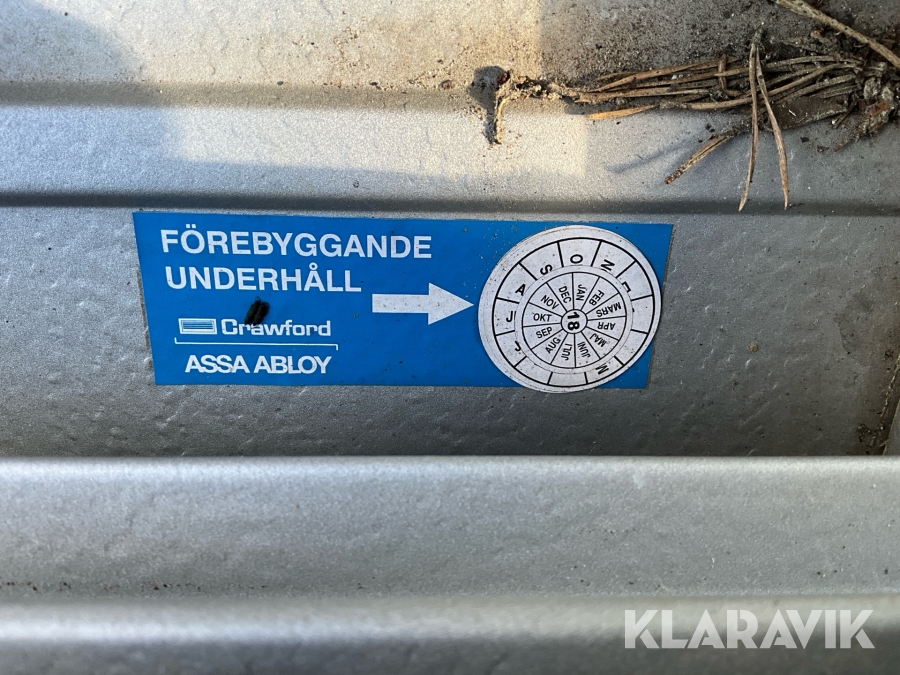 FÖREBYGGANDE
UNDERHÅLL
Crawford
ASSA ABLOY
JAN
FEB
MARS
APR
MAJ
JUNI
JULI
AUG
SEP
OKT
NOV
DEC
18
KLARAVIK